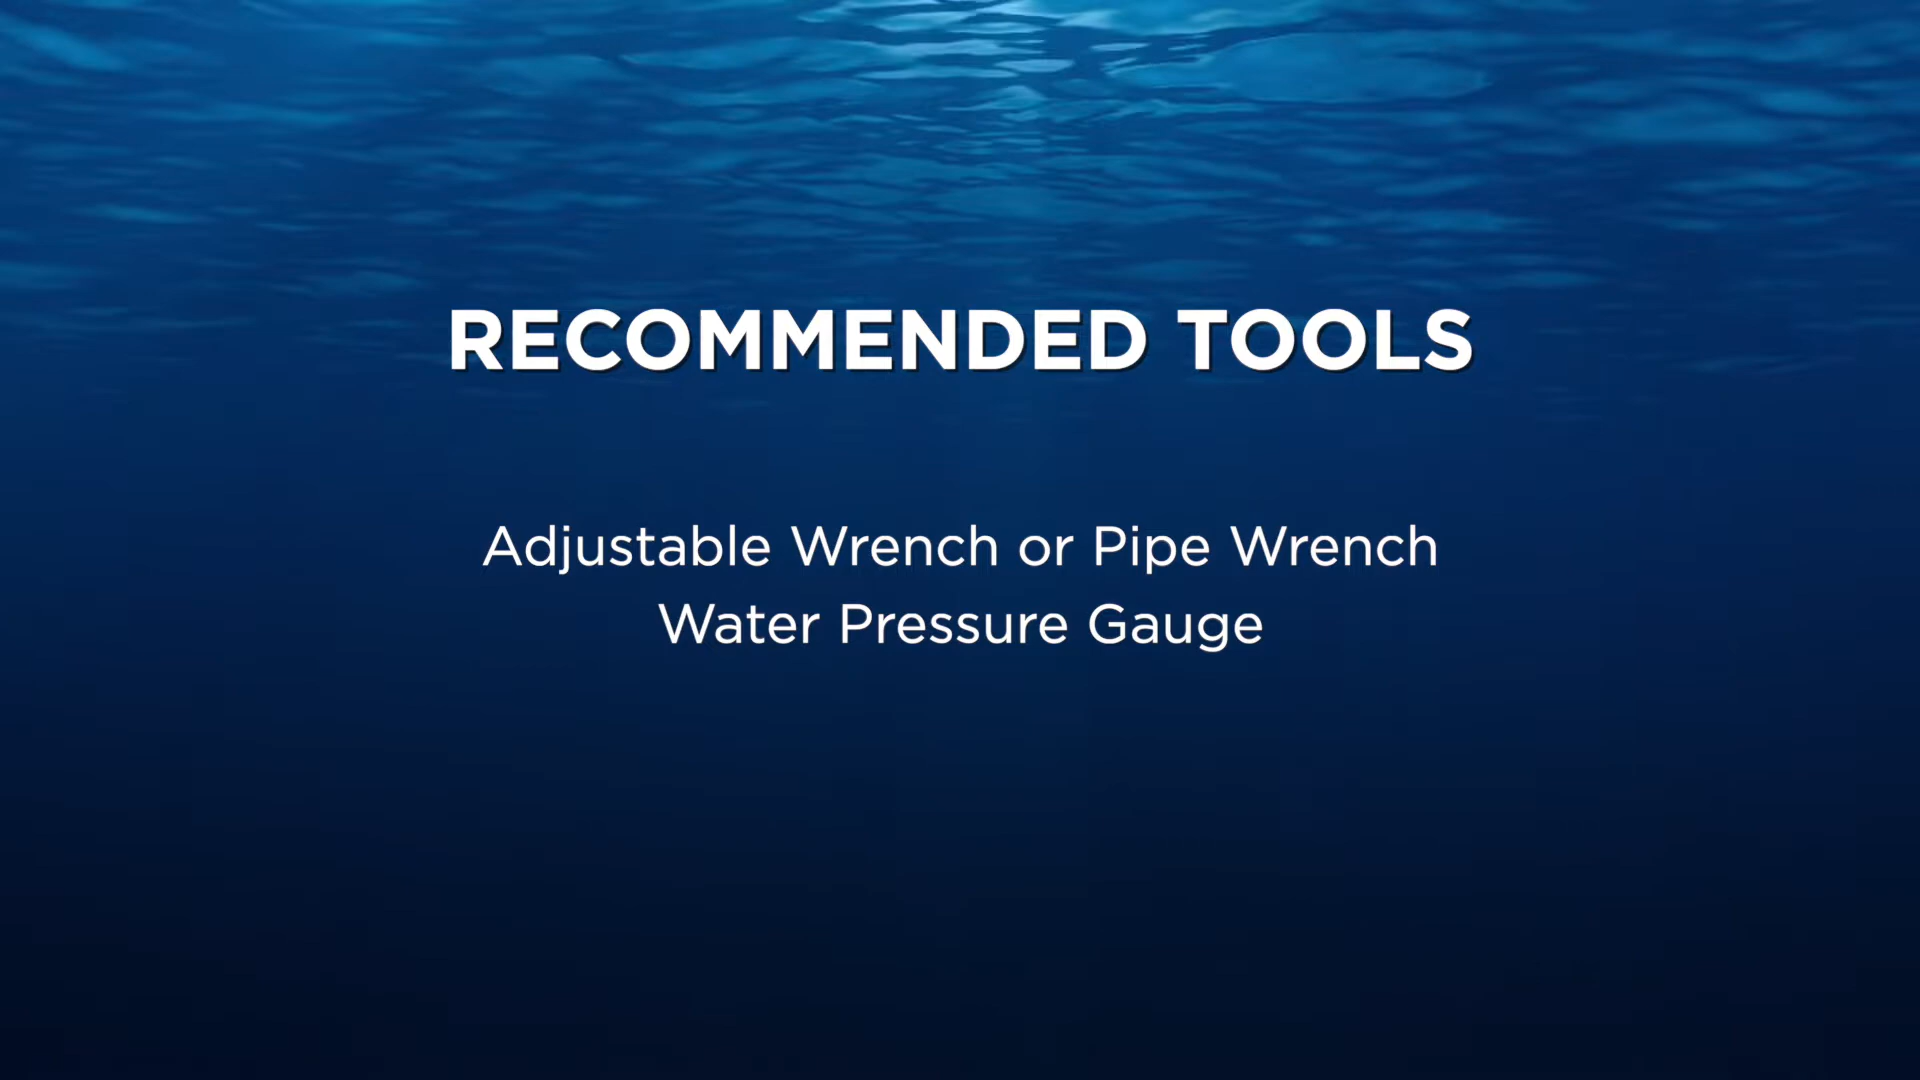 RECOMMENDED TOOLS
Adjustable Wrench or Pipe Wrench
Water Pressure Gauge